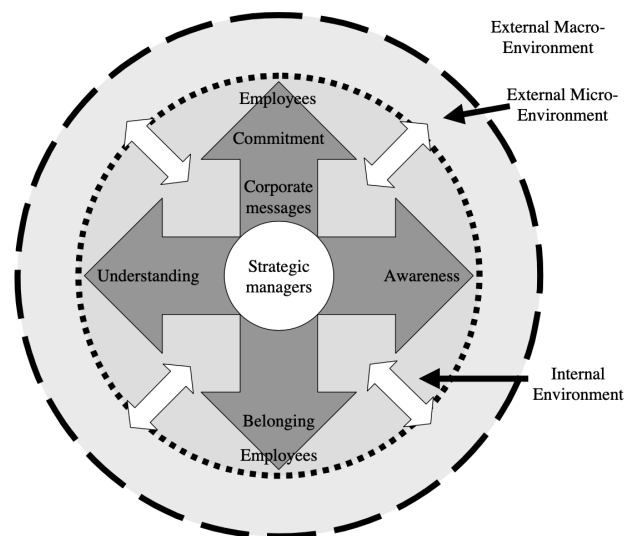 External Macro-
Environment
External Micro-
Environment
Employees
Commitment
Corporate
messages
Understanding
Strategic
managers
Awareness
Internal
Environment
Belonging
Employees